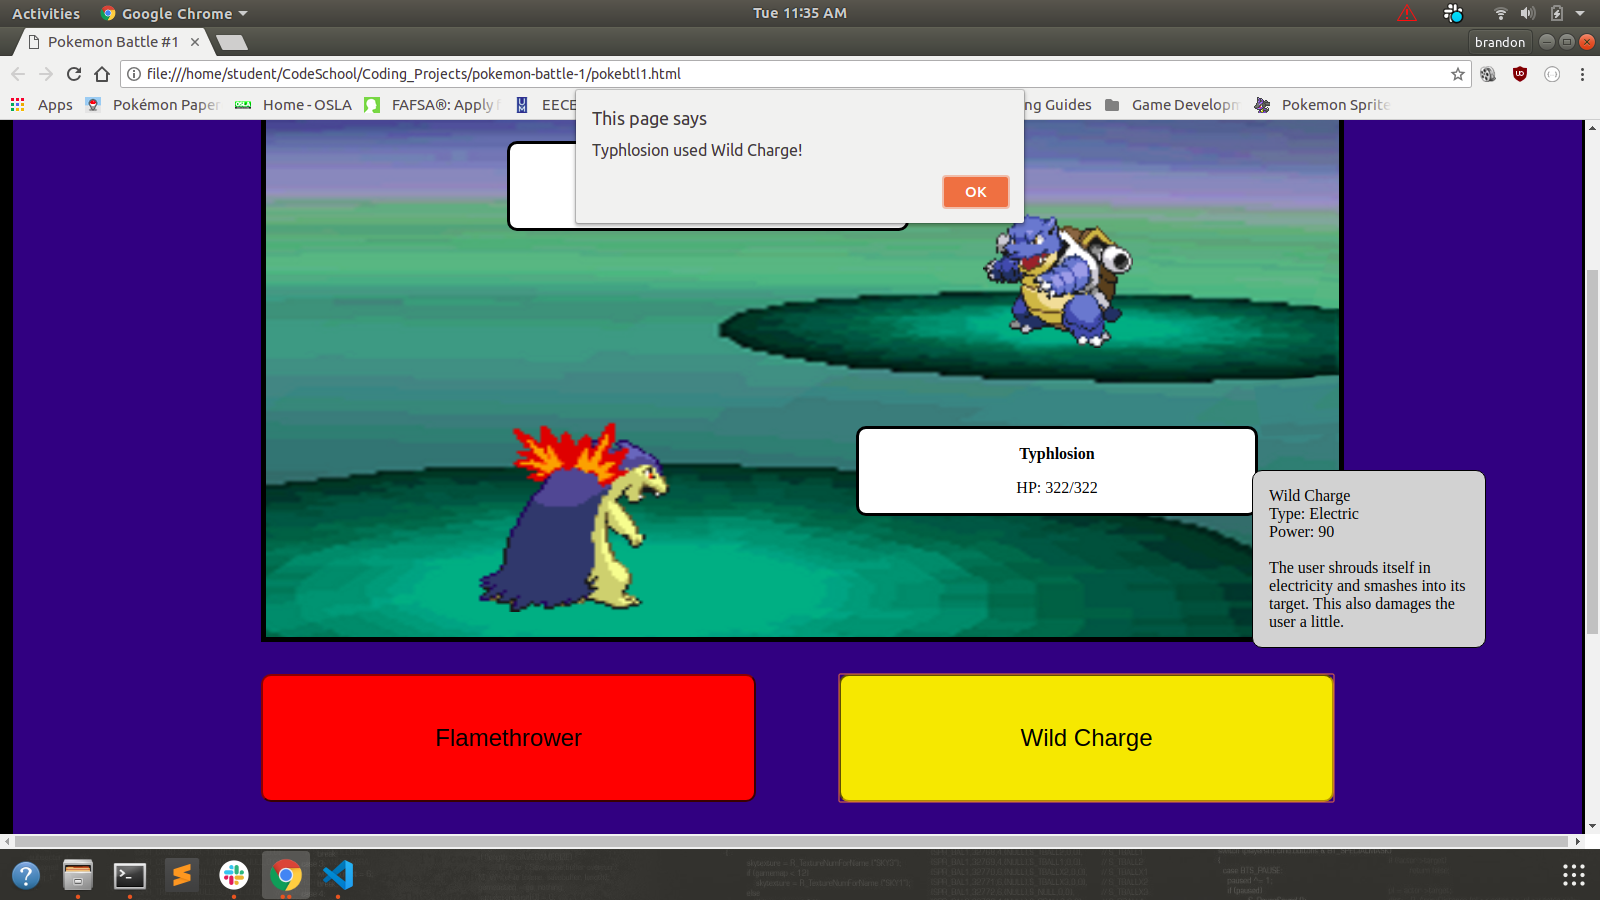 Activities
Google Chrome
Tue 11:35 AM
Pokemon Battle #1
brandon
file:///home/student/CodeSchool/Coding_Projects/pokemon-battle-1/pokebtl1.html
Apps
Pokémon Paper
Home - OSLA
FAFSA®: Apply f
EECE
ng Guides
Game Developm
Pokemon Sprite
This page says
Typhlosion used Wild Charge!
OK
Typhlosion
HP: 322/322
Wild Charge
Type: Electric
Power: 90
The user shrouds itself in
electricity and smashes into its
target. This also damages the
user a little.
Flamethrower
Wild Charge